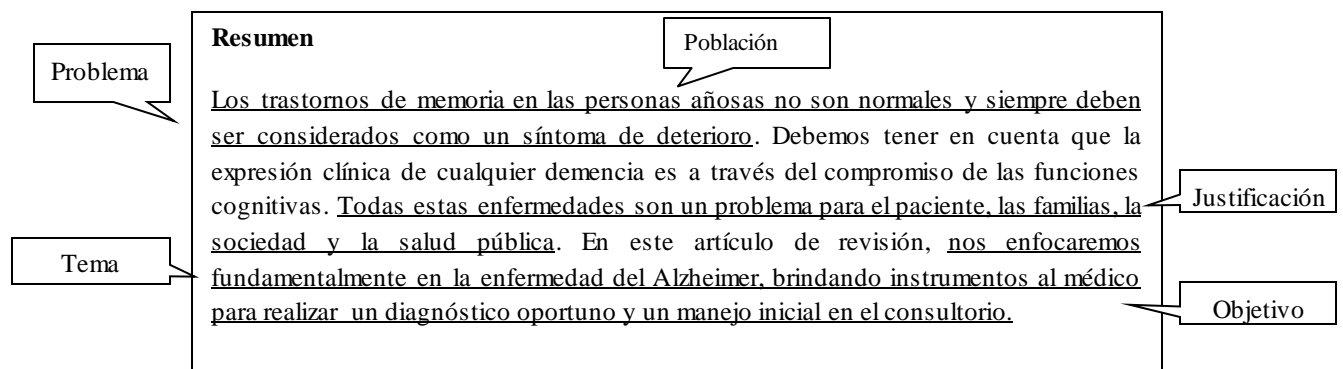 Resumen
Población
Problema
Los trastornos de memoria en las personas añosas no son normales y siempre deben
ser considerados como un síntoma de deterioro. Debemos tener en cuenta que la
expresión clínica de cualquier demencia es a través del compromiso de las funciones
cognitivas. Todas estas enfermedades son un problema para el paciente, las familias, la
Justificación
sociedad y la salud pública. En este artículo de revisión, nos enfocaremos
Tema
fundamentalmente en la enfermedad del Alzheimer, brindando instrumentos al médico
para realizar un diagnóstico oportuno y un manejo inicial en el consultorio.
Objetivo